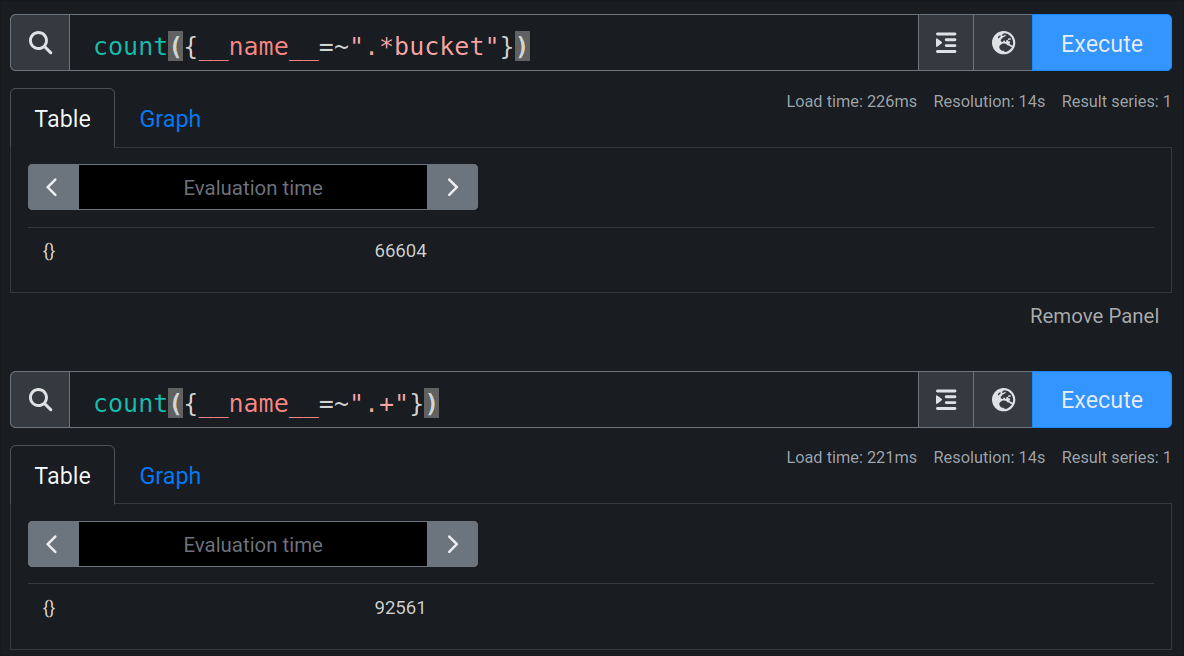 count({__name__=~".*bucket"})
Execute
Load time: 226ms Resolution: 14s Result series: 1
Table Graph
Evaluation time
{} 66604
Remove Panel
count({__name__=~".+"})
Execute
Load time: 221ms Resolution: 14s Result series: 1
Table Graph
Evaluation time
{} 92561